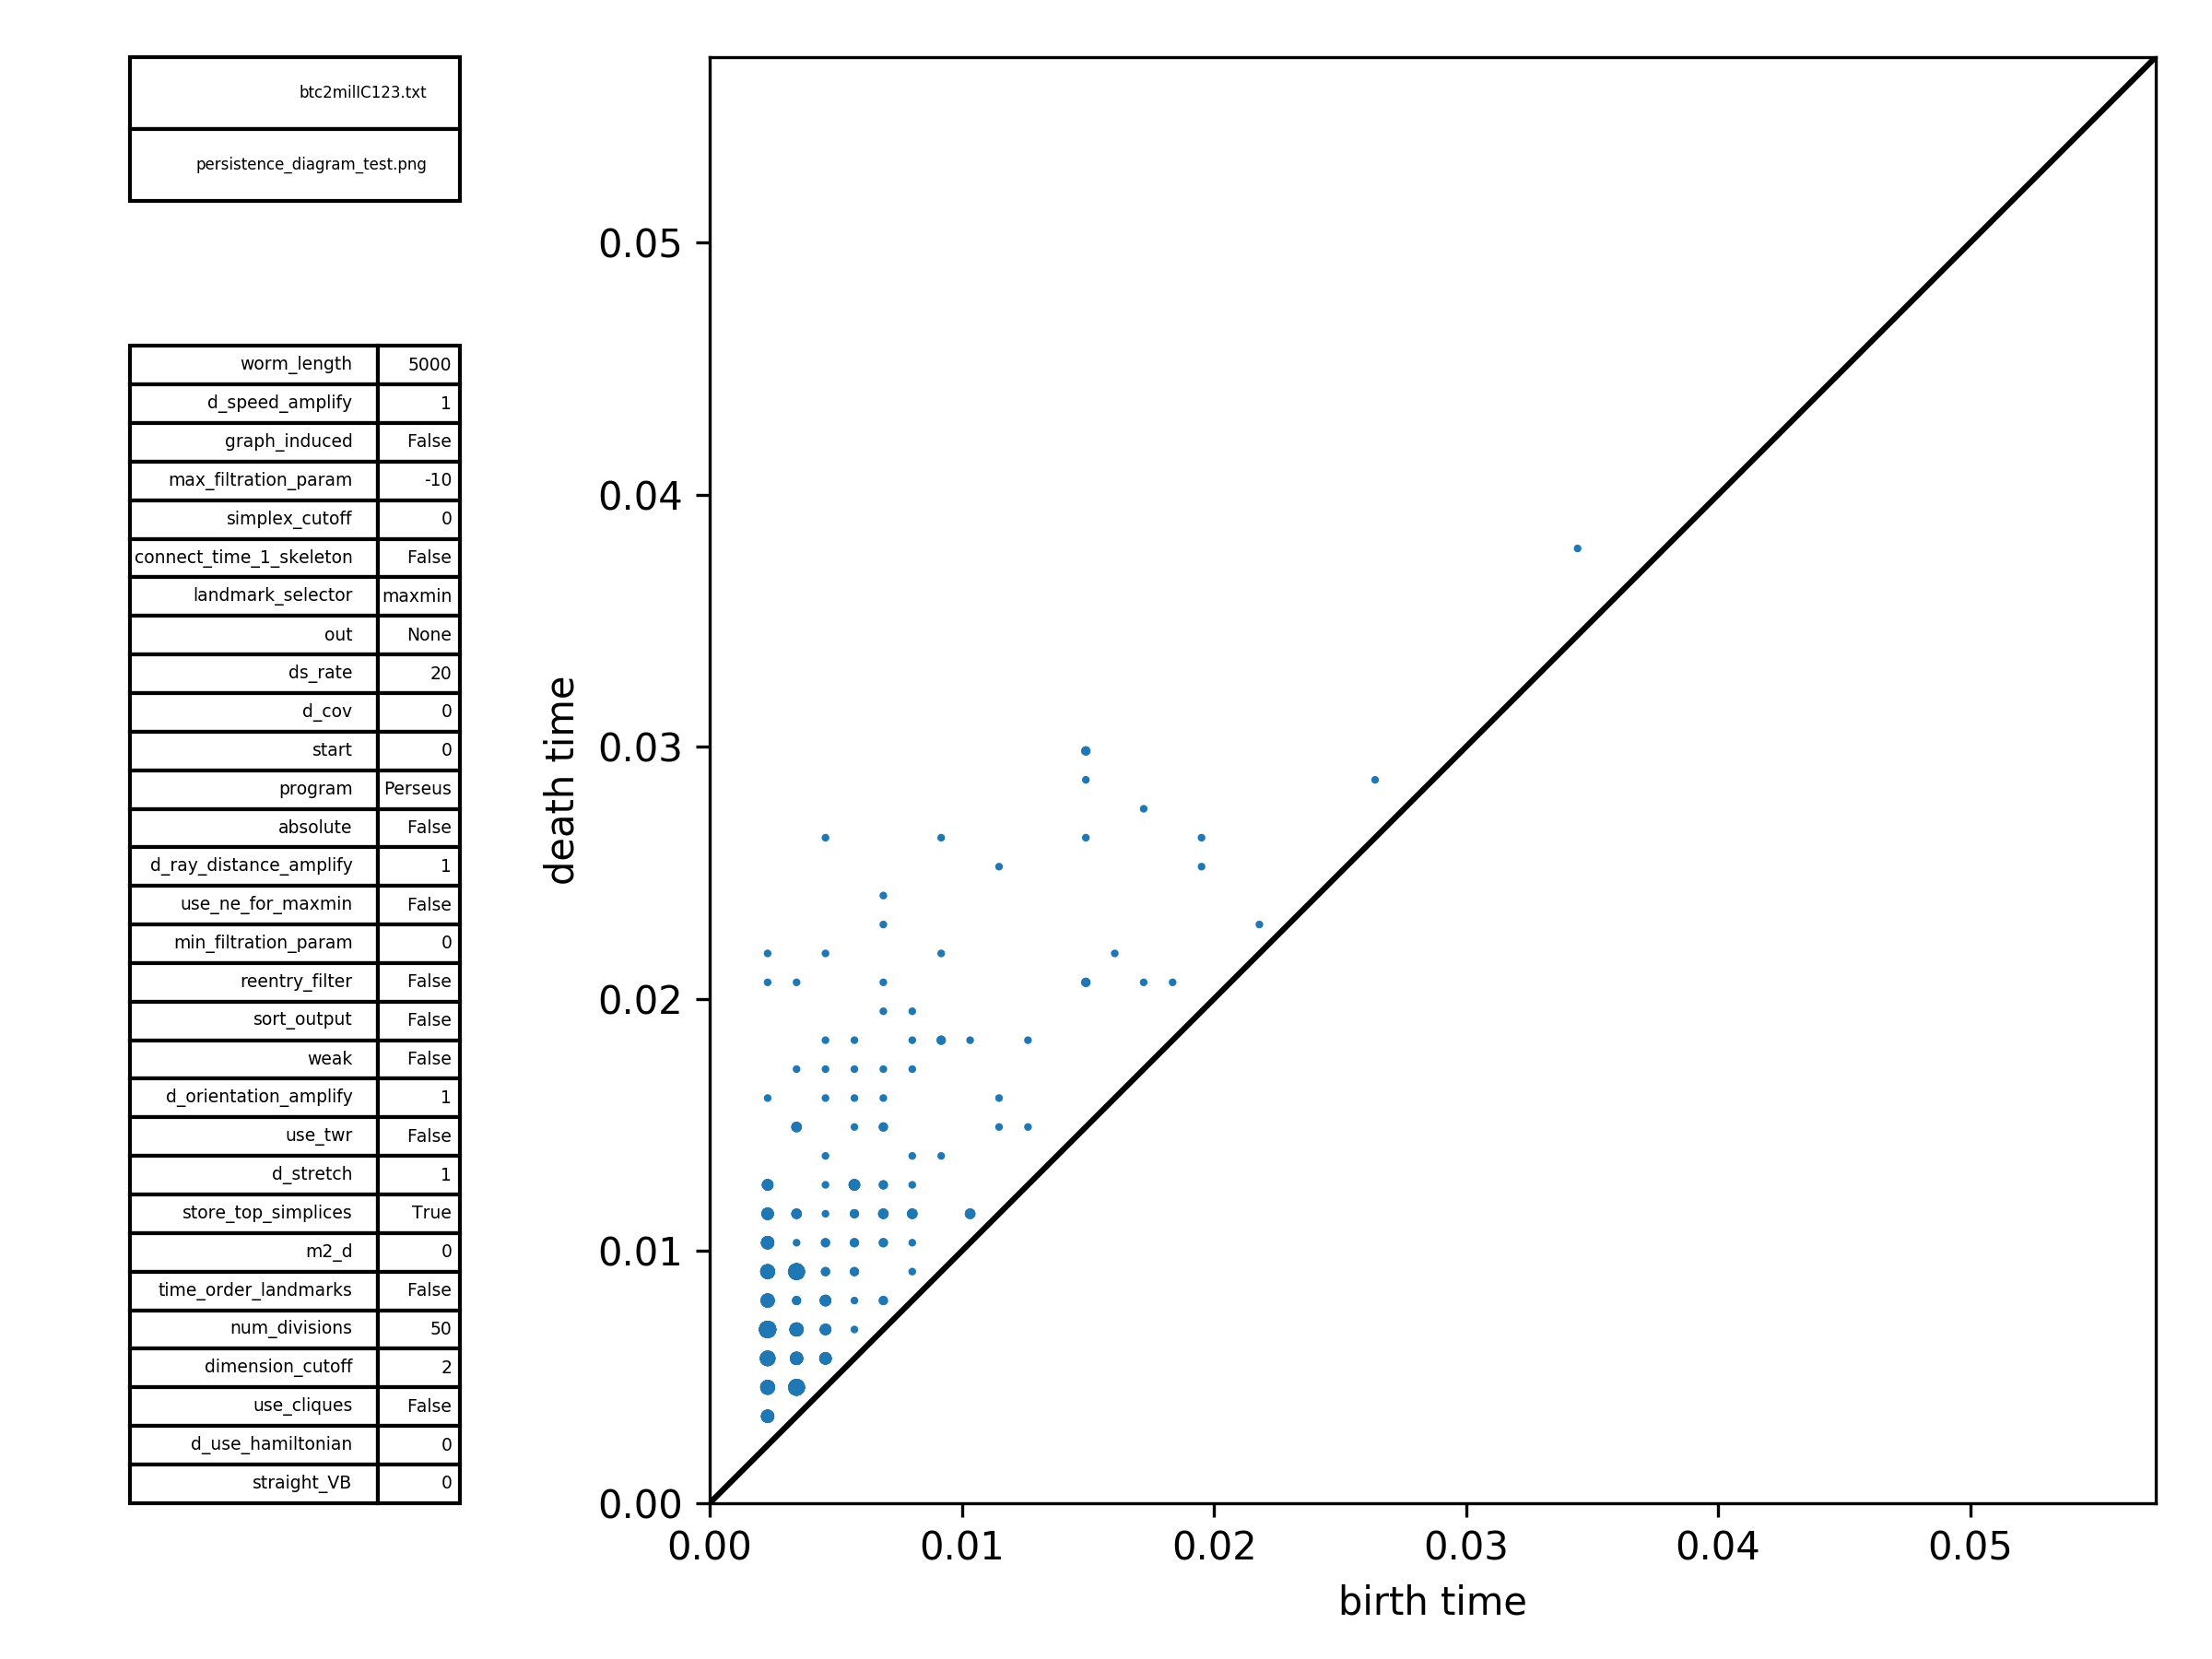 btc2milIC123.txt
persistence_diagram_test.png
worm_length 5000
d_speed_amplify 1
graph_induced False
max_filtration_param -10
simplex_cutoff 0
connect_time_1_skeleton False
landmark_selector maxmin
out None
ds_rate 20
d_cov 0
start 0
program Perseus
absolute False
d_ray_distance_amplify 1
use_ne_for_maxmin False
min_filtration_param 0
reentry_filter False
sort_output False
weak False
d_orientation_amplify 1
use_twr False
d_stretch 1
store_top_simplices True
m2_d 0
time_order_landmarks False
num_divisions 50
dimension_cutoff 2
use_cliques False
d_use_hamiltonian 0
straight_VB 0
death time
0.05
0.04
0.03
0.02
0.01
0.00
0.00 0.01 0.02 0.03 0.04 0.05
birth time